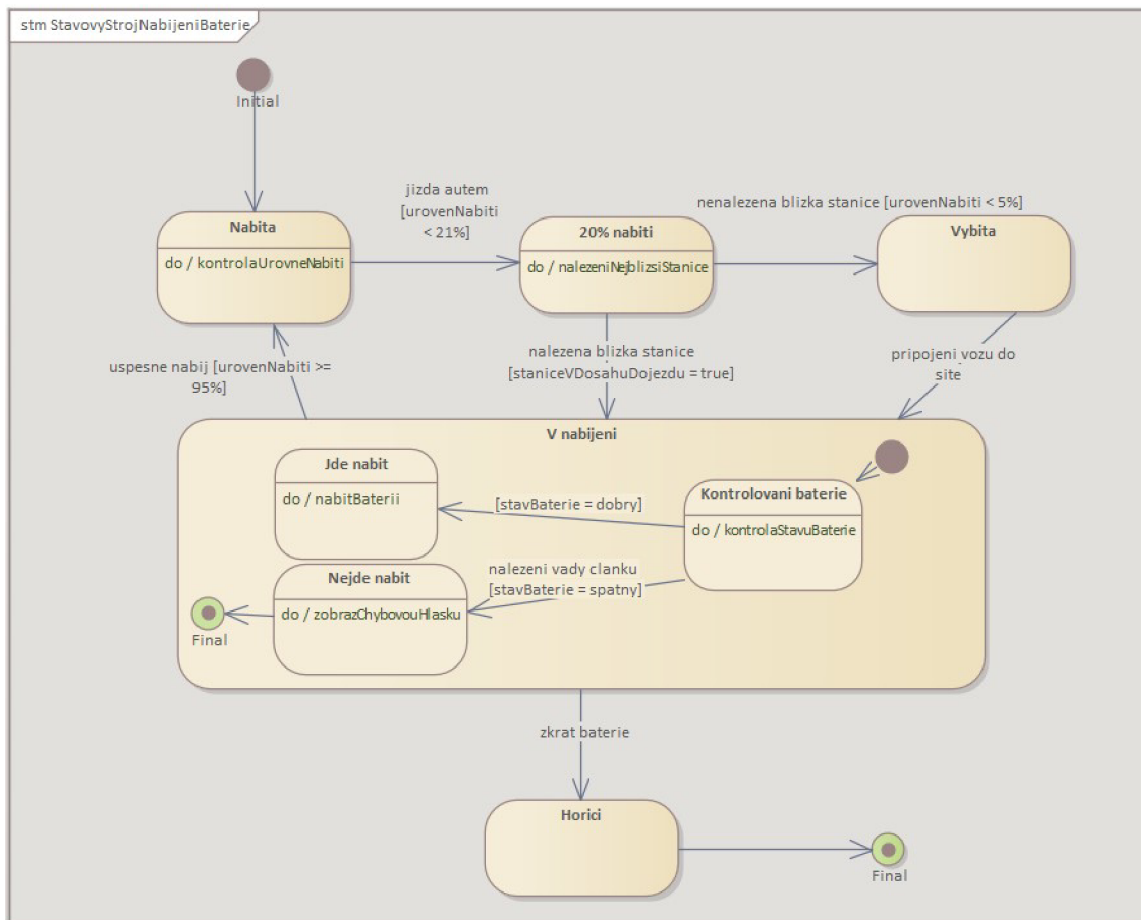 stm StavovyStrojNabijeniBaterie
Initial
jizda autem
[urovenNabiti
< 21%]
nenalezena blizka stanice [urovenNabiti < 5%]
Nabita
do / kontrolaUrovneNabiti
20% nabiti
do / nalezeniNejblizsiStanice
Vybita
uspesne nabij [urovenNabiti >=
95%]
nalezena blizka stanice
[staniceVDosahuDojezdu = true]
pripojeni vozu do
site
V nabijeni
Jde nabit
do / nabitBaterii
[stavBaterie = dobry]
Kontrolovani baterie
do / kontrolaStavuBaterie
nalezeni vady clanku
[stavBaterie = spatny]
Nejde nabit
do / zobrazChybovouHlasku
Final
zkrat baterie
Horici
Final